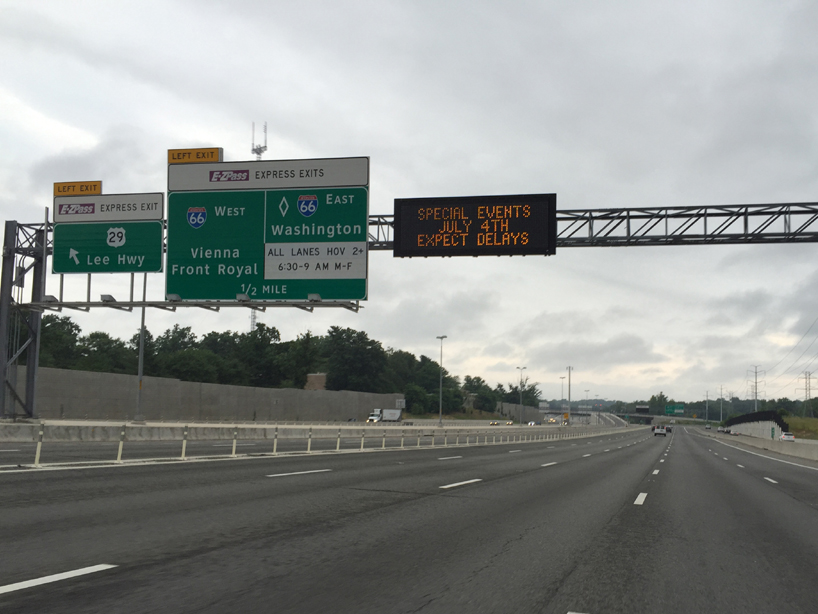 LEFT EXIT
E-ZPass EXPRESS EXIT
29
Lee Hwy
LEFT EXIT
E-ZPass EXPRESS EXITS
66 WEST
Vienna
Front Royal
66 EAST
Washington
ALL LANES HOV 2+
6:30-9 AM M-F
1/2 MILE
SPECIAL EVENTS
JULY 4TH
EXPECT DELAYS